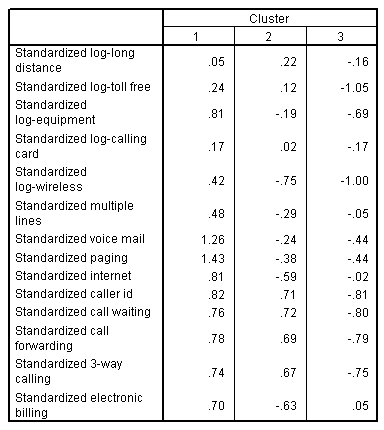 Cluster
1 2 3
Standardized log-long
distance .05 .22 -.16
Standardized log-toll free .24 .12 -1.05
Standardized
log-equipment .81 -.19 -.69
Standardized log-calling
card .17 .02 -.17
Standardized
log-wireless .42 -.75 -1.00
Standardized multiple
lines .48 -.29 -.05
Standardized voice mail 1.26 -.24 -.44
Standardized paging 1.43 -.38 -.44
Standardized internet .81 -.59 -.02
Standardized caller id .82 .71 -.81
Standardized call waiting .76 .72 -.80
Standardized call
forwarding .78 .69 -.79
Standardized 3-way
calling .74 .67 -.75
Standardized electronic
billing .70 -.63 .05